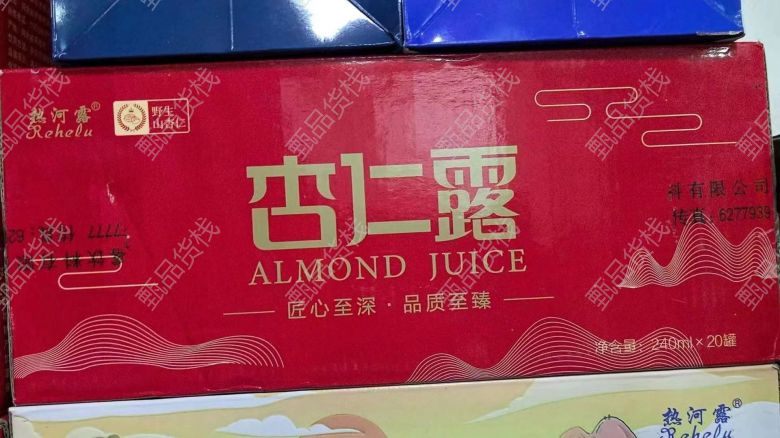 热河露®
Rehelu
野生
山杏仁
杏仁露
ALMOND JUICE
匠心至深·品质至臻
净含量：240ml×20罐
料有限公司
传真：6277939
热河露®
Rehelu
甄品货栈